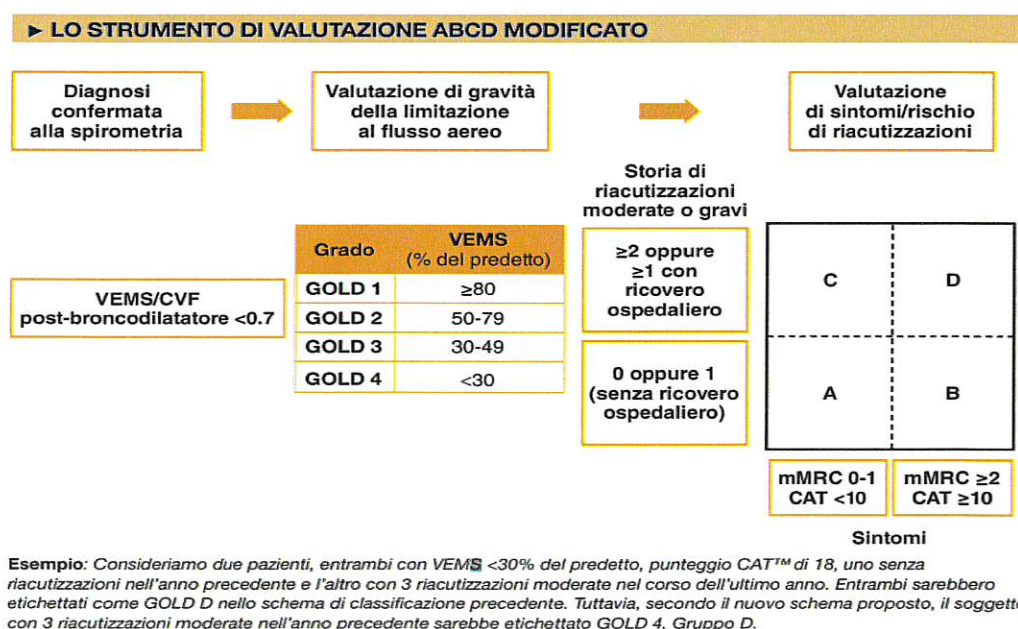 ► LO STRUMENTO DI VALUTAZIONE ABCD MODIFICATO
Diagnosi
confermata
alla spirometria
Valutazione di gravità
della limitazione
al flusso aereo
Valutazione
di sintomi/rischio
di riacutizzazioni
VEMS/CVF
post-broncodilatatore <0.7
Grado VEMS
(% del predetto)
GOLD 1 ≥80
GOLD 2 50-79
GOLD 3 30-49
GOLD 4 <30
Storia di
riacutizzazioni
moderate o gravi
≥2 oppure
≥1 con
ricovero
ospedaliero
0 oppure 1
(senza ricovero
ospedaliero)
C D
A B
mMRC 0-1
CAT <10
mMRC ≥2
CAT ≥10
Sintomi
Esempio: Consideriamo due pazienti, entrambi con VEMS <30% del predetto, punteggio CAT™ di 18, uno senza
riacutizzazioni nell'anno precedente e l'altro con 3 riacutizzazioni moderate nel corso dell'ultimo anno. Entrambi sarebbero
etichettati come GOLD D nello schema di classificazione precedente. Tuttavia, secondo il nuovo schema proposto, il soggetto
con 3 riacutizzazioni moderate nell'anno precedente sarebbe etichettato GOLD 4, Gruppo D.